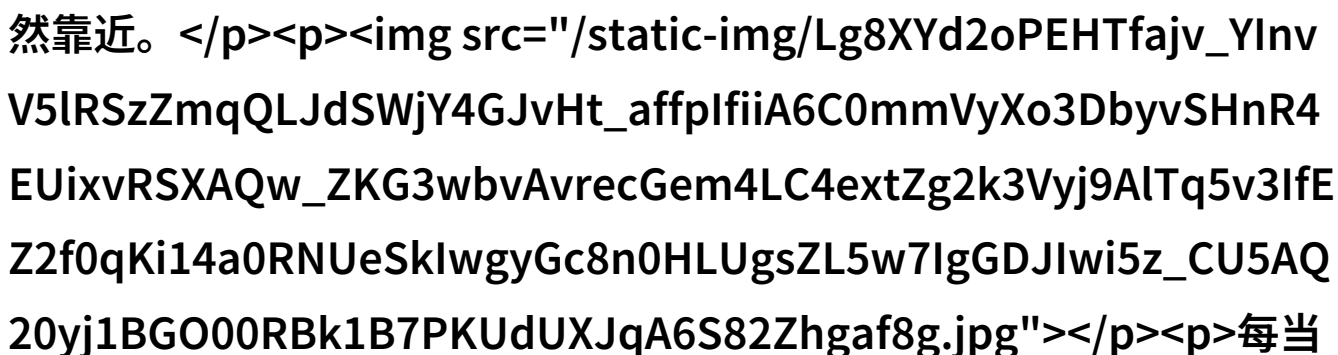 然靠近。</p><p><img src="/static-img/Lg8XYd2oPEHTfajv_YInv
V5lRSzZmqQLJdSWjY4GJvHt_affpIfiiA6C0mmVyXo3DbyvSHnR4
EUixvRSXAQw_ZKG3wbvAvrecGem4LC4extZg2k3Vyj9AlTq5v3IfE
Z2f0qKi14a0RNUeSkIwgyGc8n0HLUgsZL5w7IgGDJIwi5z_CU5AQ
20yj1BGO00RBk1B7PKUdUXJqA6S82Zhgaf8g.jpg"></p><p>每当